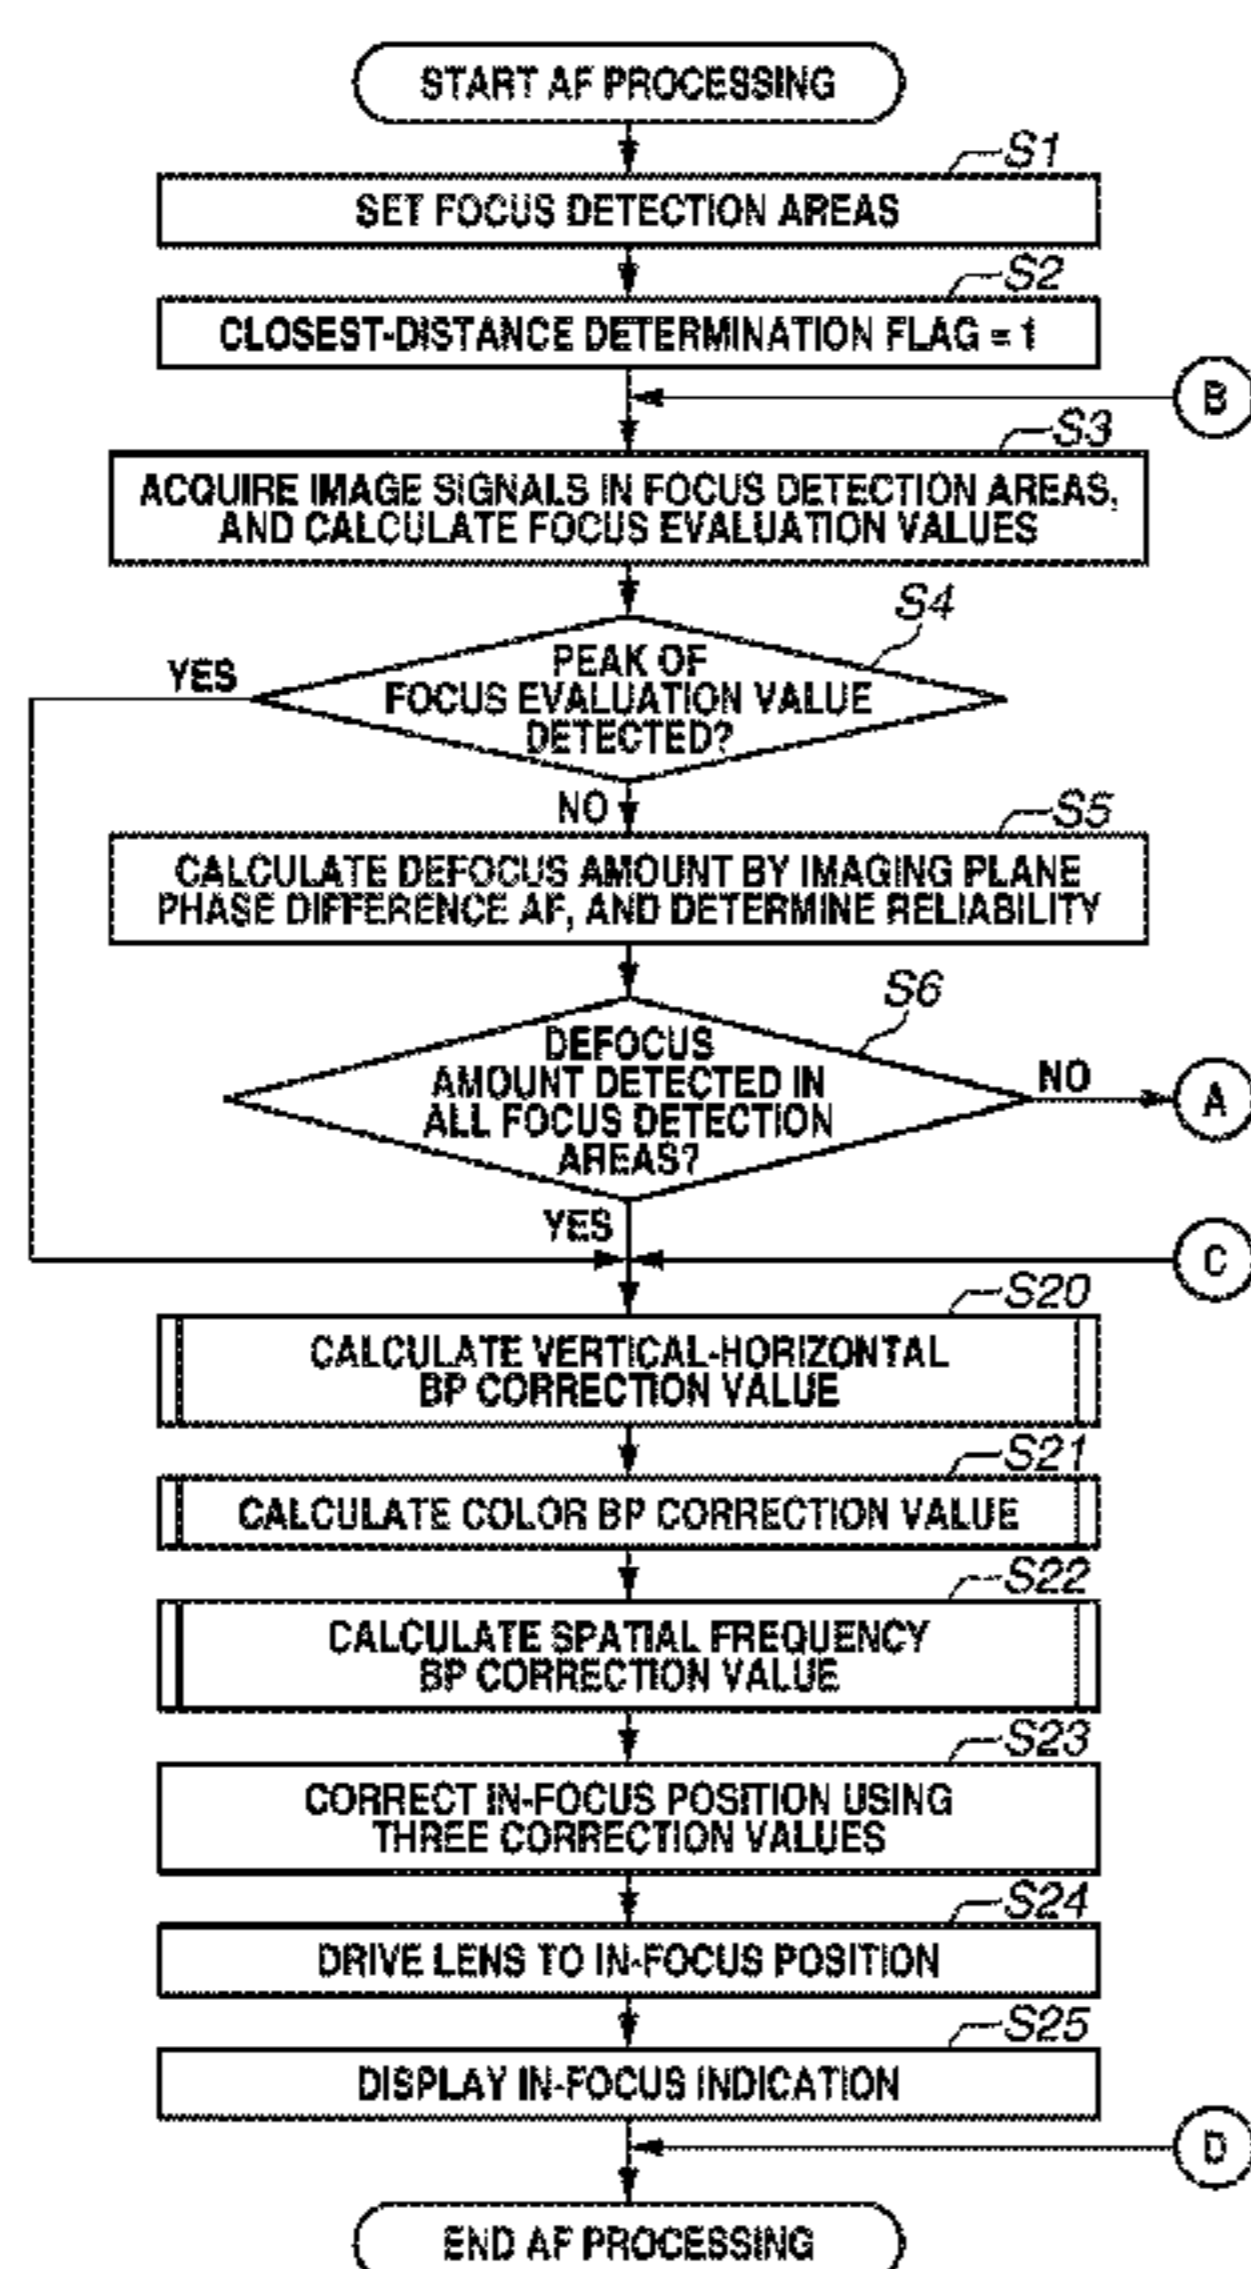 START AF PROCESSING
S1
SET FOCUS DETECTION AREAS
S2
CLOSEST-DISTANCE DETERMINATION FLAG = 1
B
S3
ACQUIRE IMAGE SIGNALS IN FOCUS DETECTION AREAS,
AND CALCULATE FOCUS EVALUATION VALUES
S4
YES
PEAK OF
FOCUS EVALUATION VALUE
DETECTED?
NO
S5
CALCULATE DEFOCUS AMOUNT BY IMAGING PLANE
PHASE DIFFERENCE AF, AND DETERMINE RELIABILITY
S6
DEFOCUS
AMOUNT DETECTED IN
ALL FOCUS DETECTION
AREAS?
NO
A
YES
C
S20
CALCULATE VERTICAL-HORIZONTAL
BP CORRECTION VALUE
S21
CALCULATE COLOR BP CORRECTION VALUE
S22
CALCULATE SPATIAL FREQUENCY
BP CORRECTION VALUE
S23
CORRECT IN-FOCUS POSITION USING
THREE CORRECTION VALUES
S24
DRIVE LENS TO IN-FOCUS POSITION
S25
DISPLAY IN-FOCUS INDICATION
D
END AF PROCESSING